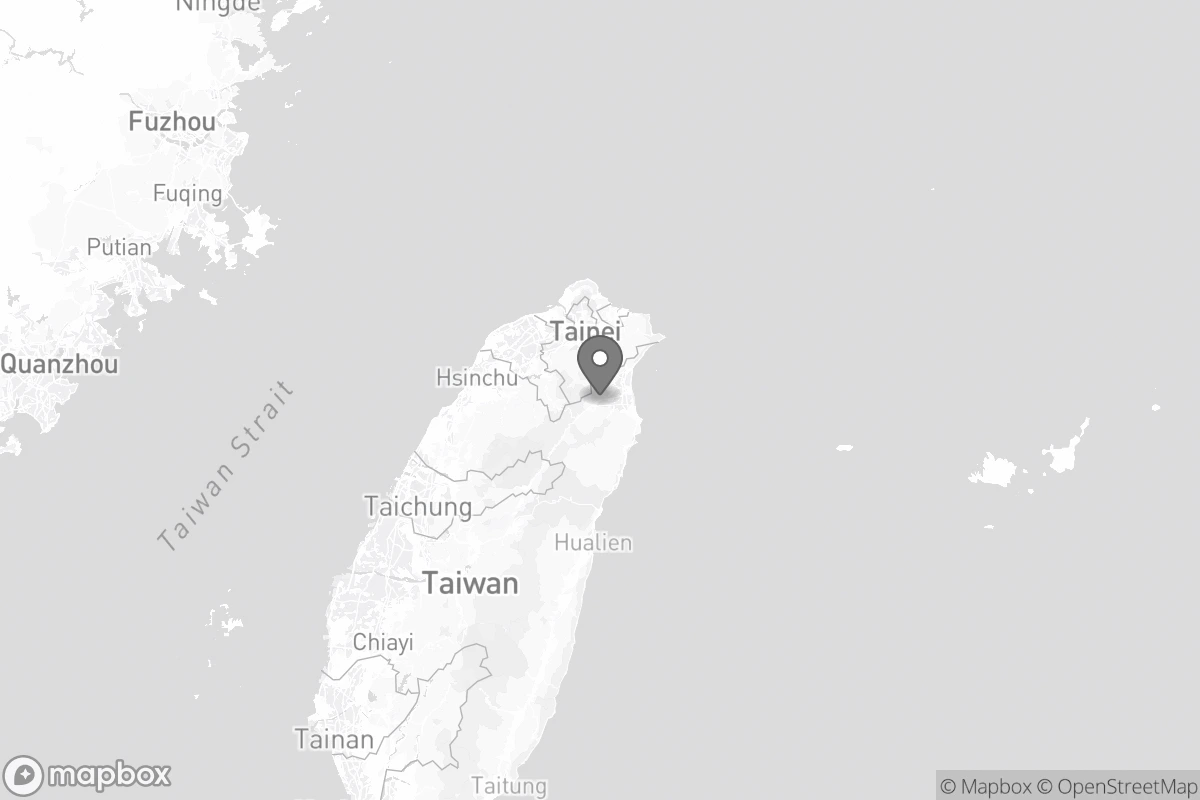 Ningde
Fuzhou
Fuqing
Putian
Quanzhou
Taipei
Hsinchu
Taiwan Strait
Taichung
Hualien
Taiwan
Chiayi
Tainan
Taitung
mapbox
© Mapbox © OpenStreetMap